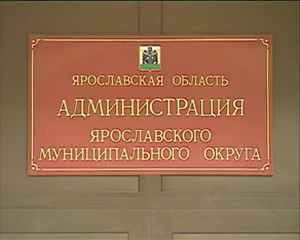 ЯРОСЛАВСКАЯ ОБЛАСТЬ
АДМИНИСТРАЦИЯ
ЯРОСЛАВСКОГО
МУНИЦИПАЛЬНОГО ОКРУГА